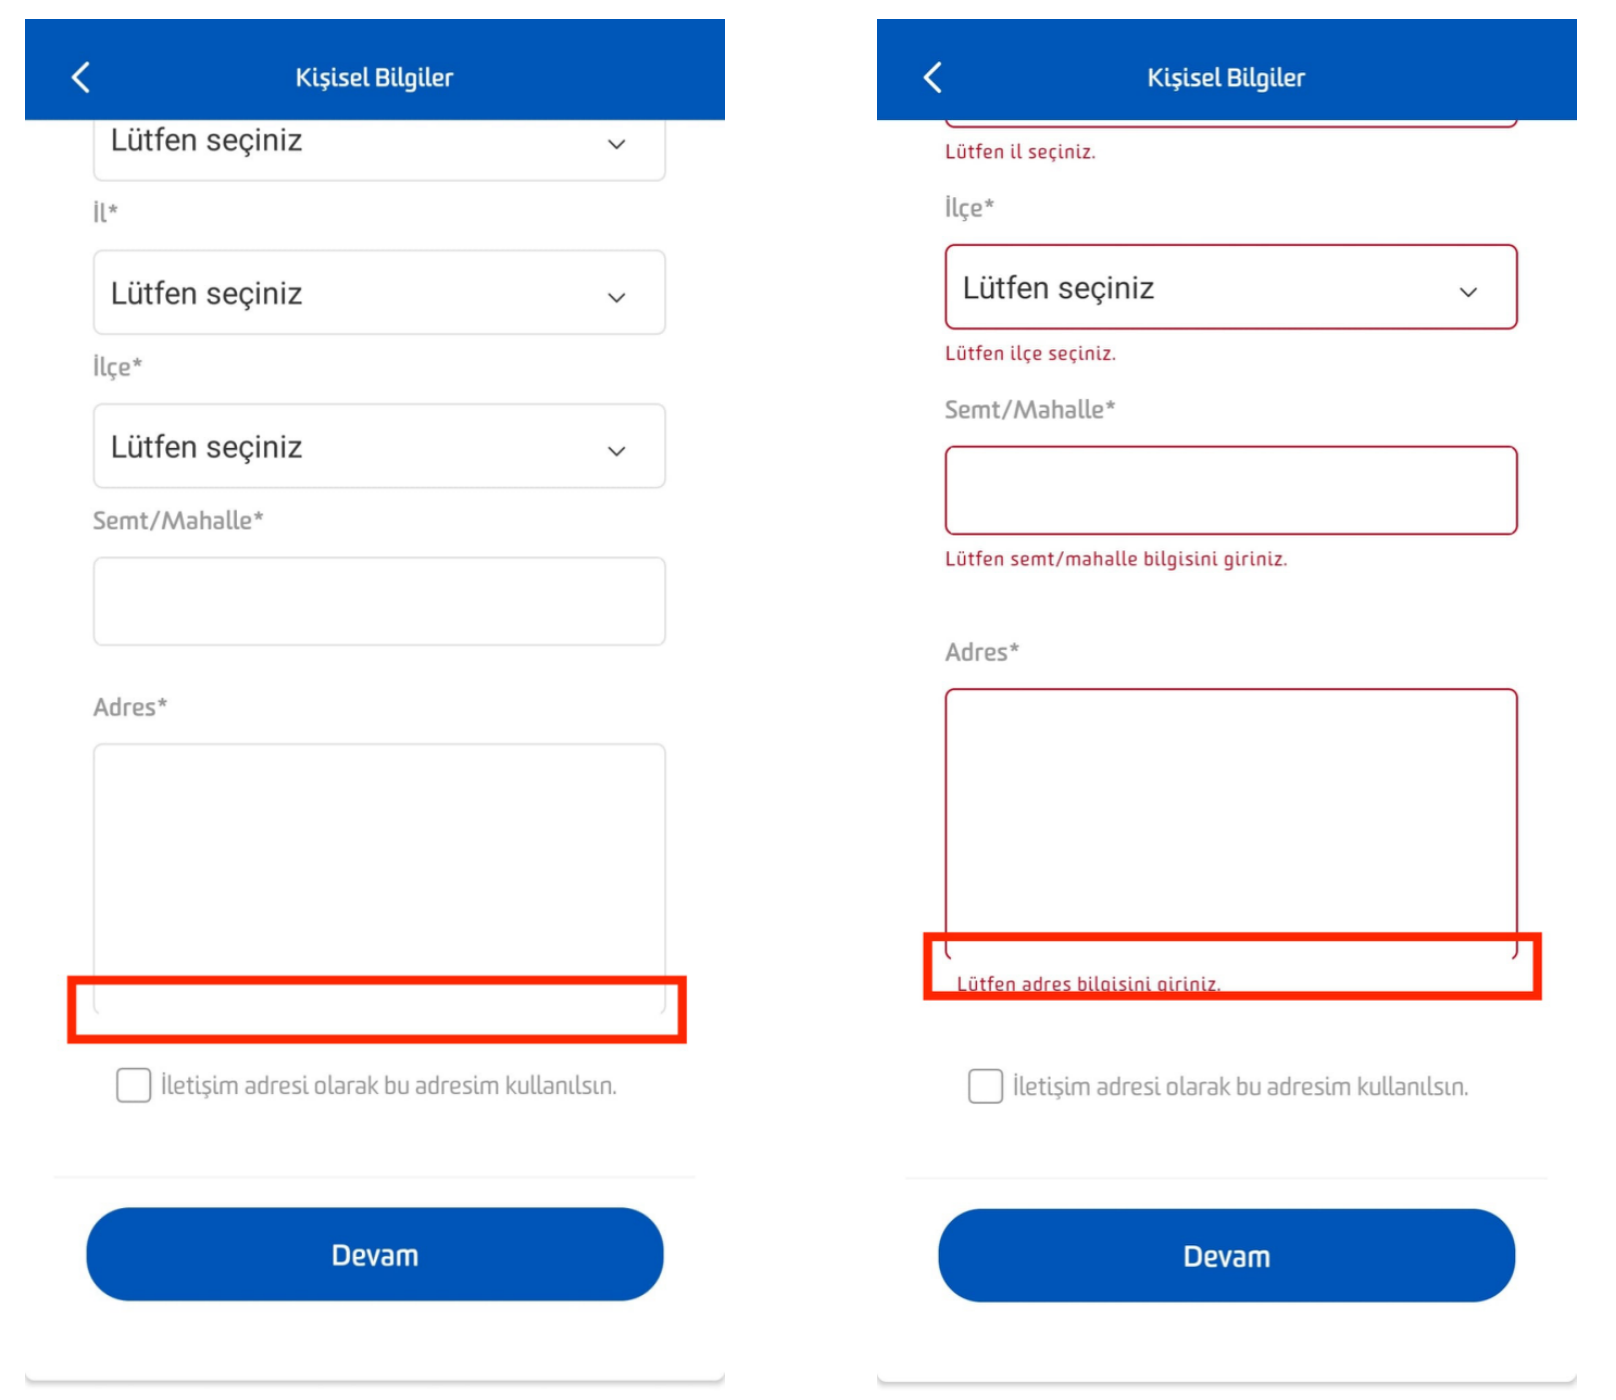 Kişisel Bilgiler
Lütfen seçiniz
İl*
Lütfen seçiniz
İlçe*
Lütfen seçiniz
Semt/Mahalle*
Adres*
İletişim adresi olarak bu adresim kullanılsın.
Devam
Kişisel Bilgiler
Lütfen il seçiniz.
İlçe*
Lütfen seçiniz
Lütfen ilçe seçiniz.
Semt/Mahalle*
Lütfen semt/mahalle bilgisini giriniz.
Adres*
Lütfen adres bilgisini giriniz.
İletişim adresi olarak bu adresim kullanılsın.
Devam